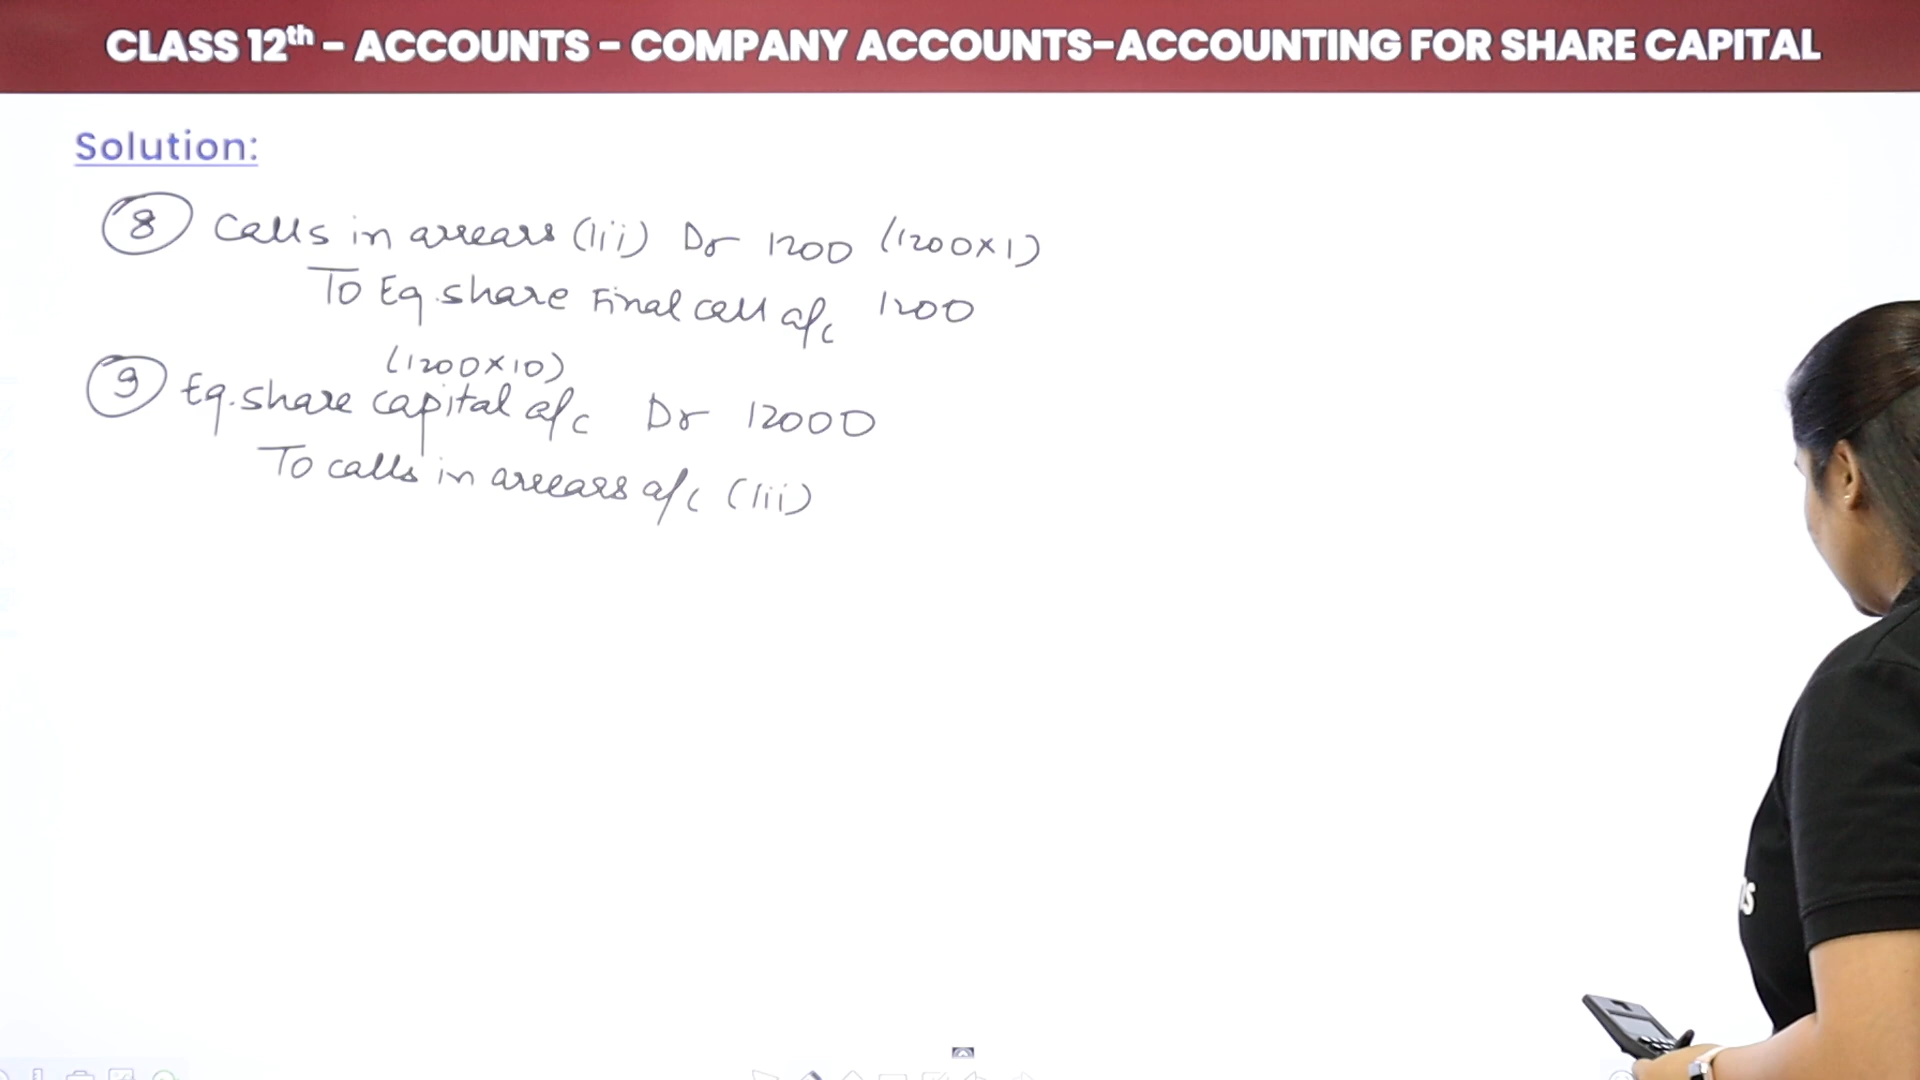 CLASS 12th - ACCOUNTS - COMPANY ACCOUNTS-ACCOUNTING FOR SHARE CAPITAL
Solution:
8 Calls in arrears (iii) Dr 1200 (1200×1)
To Eq. share Final call a/c 1200
(1200×10)
9 Eq. share capital a/c Dr 12000
To calls in arrears a/c (iii)